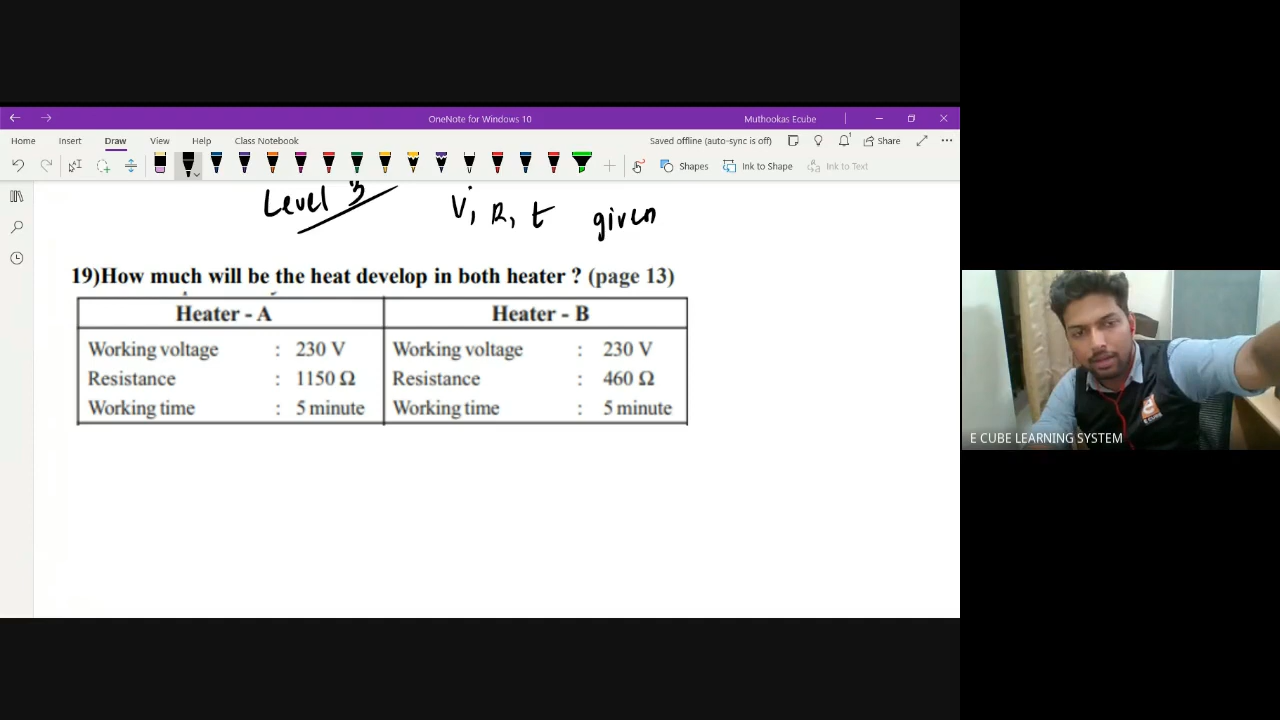 OneNote for Windows 10
Muthookas Ecube
Home Insert Draw View Help Class Notebook
Saved offline (auto-sync is off) Share
Shapes Ink to Shape Ink to Text
Level 3 V, R, t given
19)How much will be the heat develop in both heater ? (page 13)
Heater - A Heater - B
Working voltage : 230 V Working voltage : 230 V
Resistance : 1150 Ω Resistance : 460 Ω
Working time : 5 minute Working time : 5 minute
E CUBE
E CUBE LEARNING SYSTEM